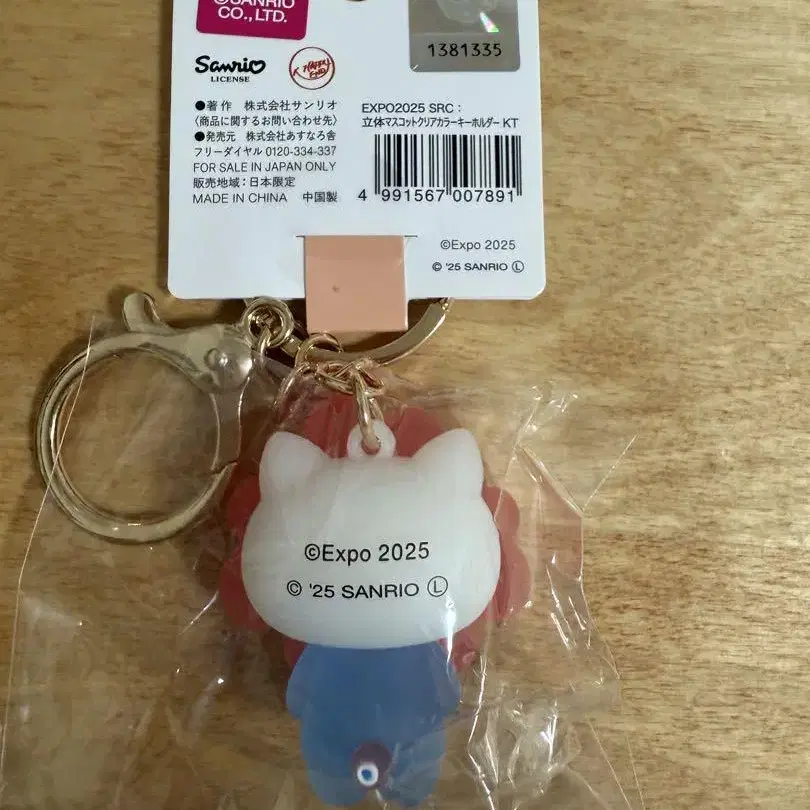 ©SANRIO
CO., LTD.
1381335
Sanrio
LICENSE
●著作 株式会社サンリオ
〈商品に関するお問い合わせ先〉
●発売元 株式会社あすなろ舎
フリーダイヤル 0120-334-337
FOR SALE IN JAPAN ONLY
販売地域：日本限定
MADE IN CHINA 中国製
EXPO2025 SRC：
立体マスコットクリアカラーキーホルダー KT
4 991567 007891
©Expo 2025
© '25 SANRIO Ⓛ
©Expo 2025
© '25 SANRIO Ⓛ